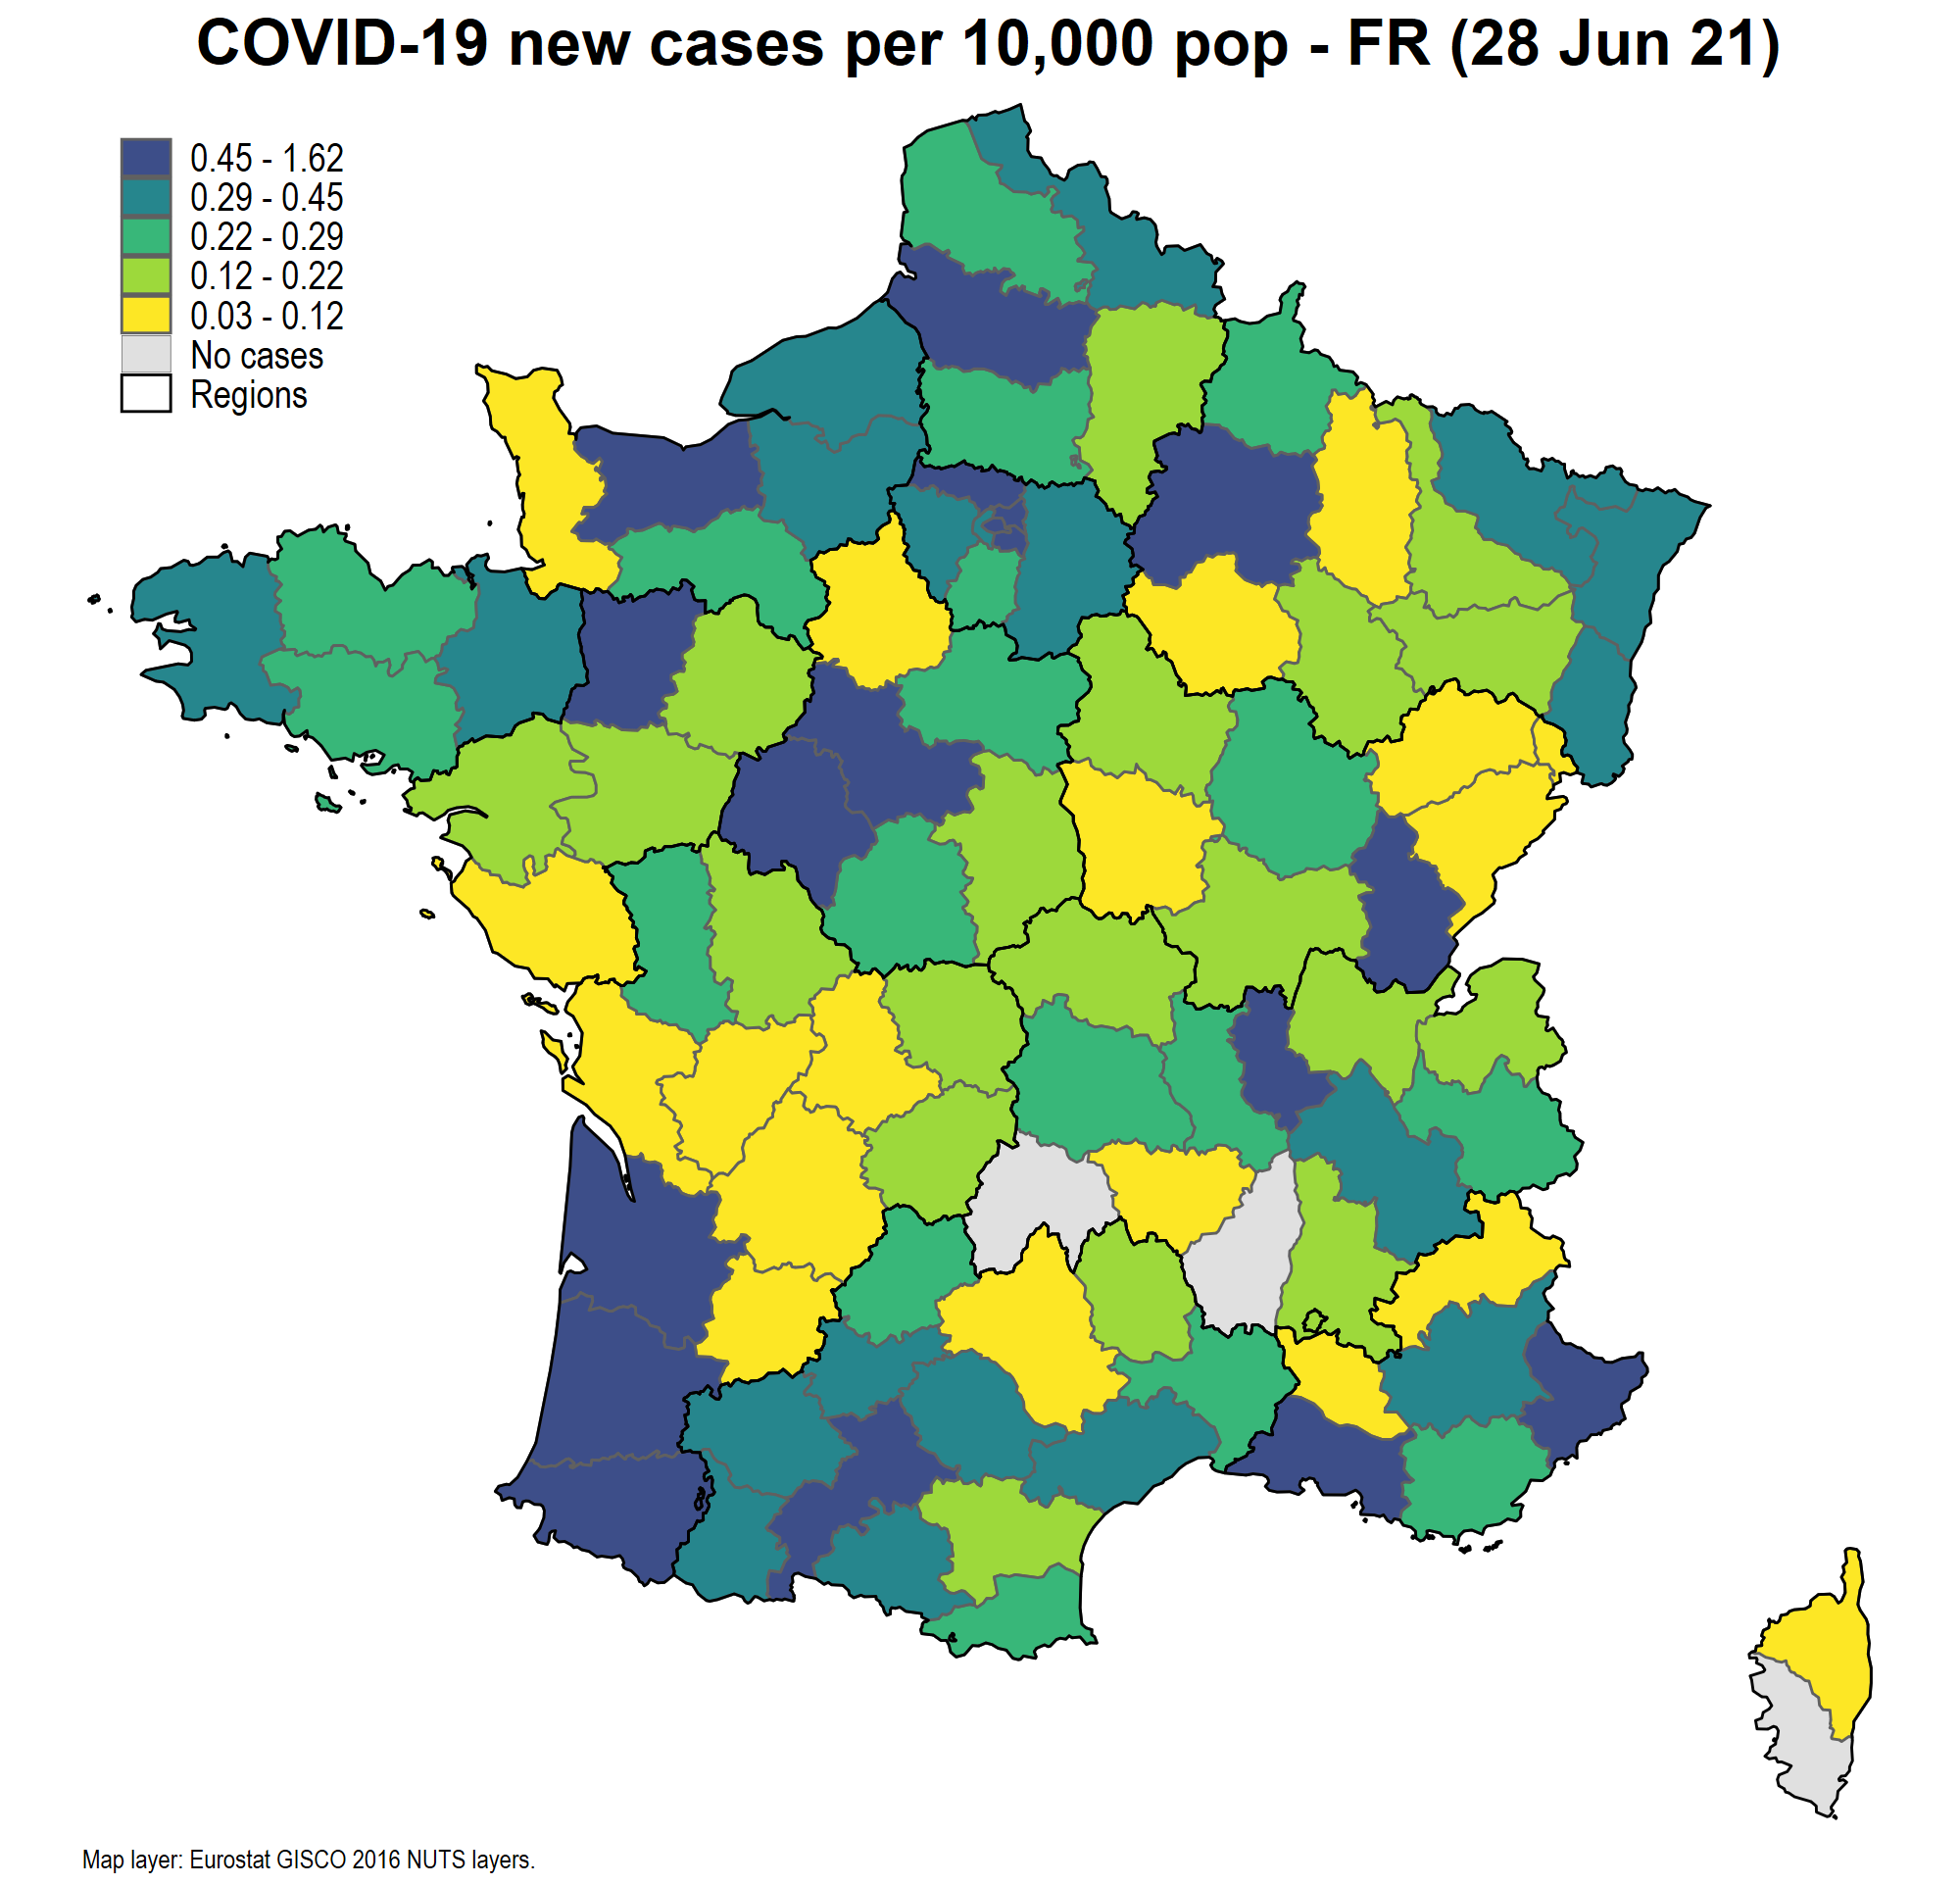 COVID-19 new cases per 10,000 pop - FR (28 Jun 21)
0.45 - 1.62
0.29 - 0.45
0.22 - 0.29
0.12 - 0.22
0.03 - 0.12
No cases
Regions
Map layer: Eurostat GISCO 2016 NUTS layers.